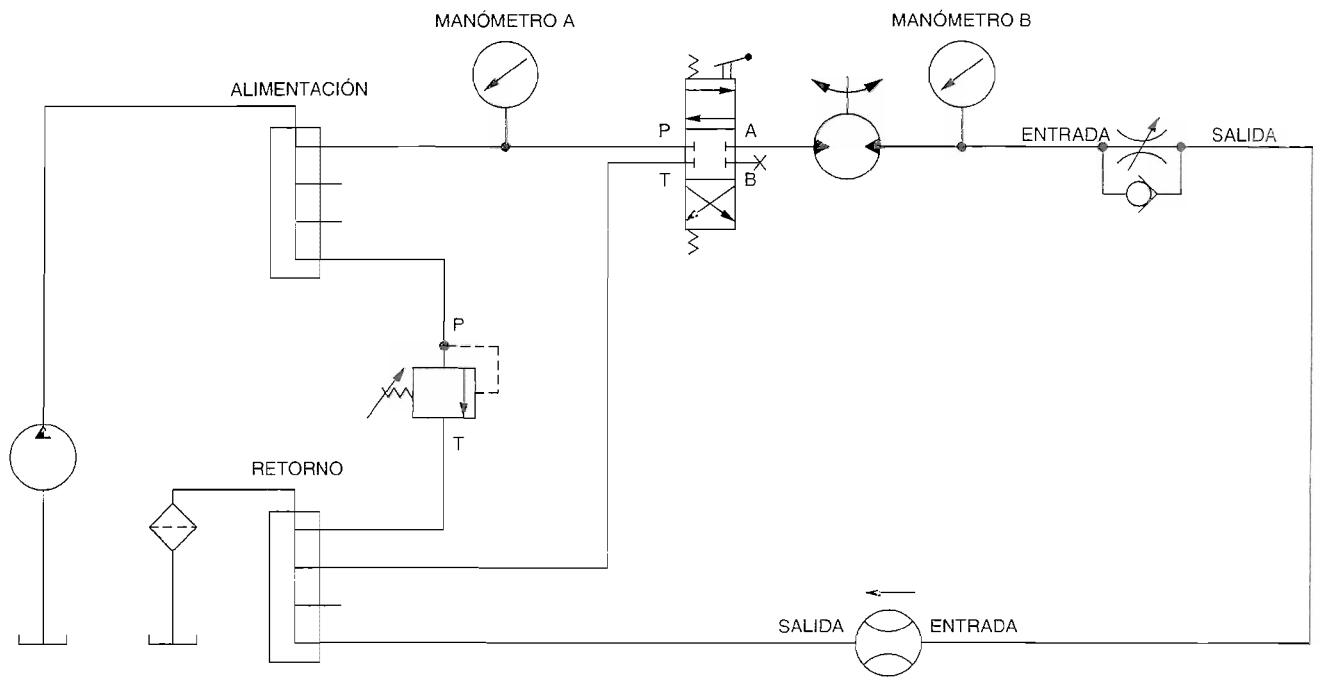 MANÓMETRO A
MANÓMETRO B
ALIMENTACIÓN
P
A
ENTRADA
SALIDA
T
B
P
T
RETORNO
SALIDA
ENTRADA